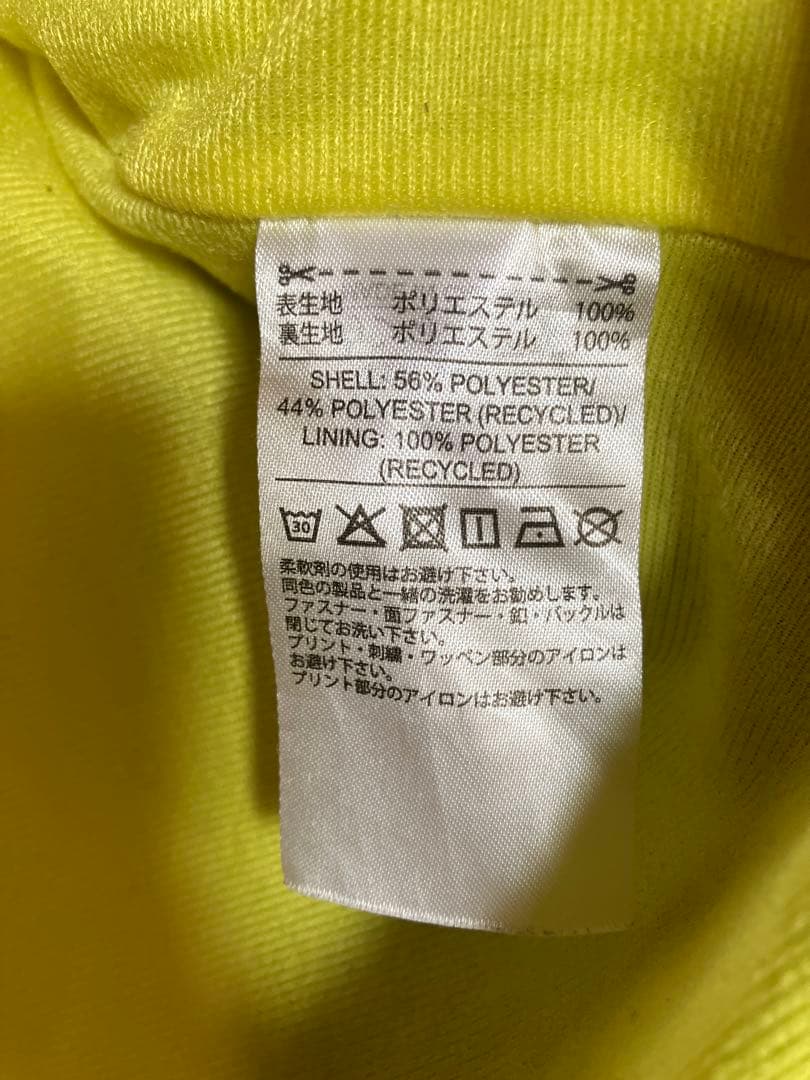 表生地 ポリエステル 100%
裏生地 ポリエステル 100%
SHELL: 56% POLYESTER/
44% POLYESTER (RECYCLED)/
LINING: 100% POLYESTER
(RECYCLED)
30
柔軟剤の使用はお避け下さい。
同色の製品と一緒の洗濯をお勧めします。
ファスナー・面ファスナー・釦・バックルは
閉じてお洗い下さい。
プリント・刺繍・ワッペン部分のアイロンは
お避け下さい。
プリント部分のアイロンはお避け下さい。